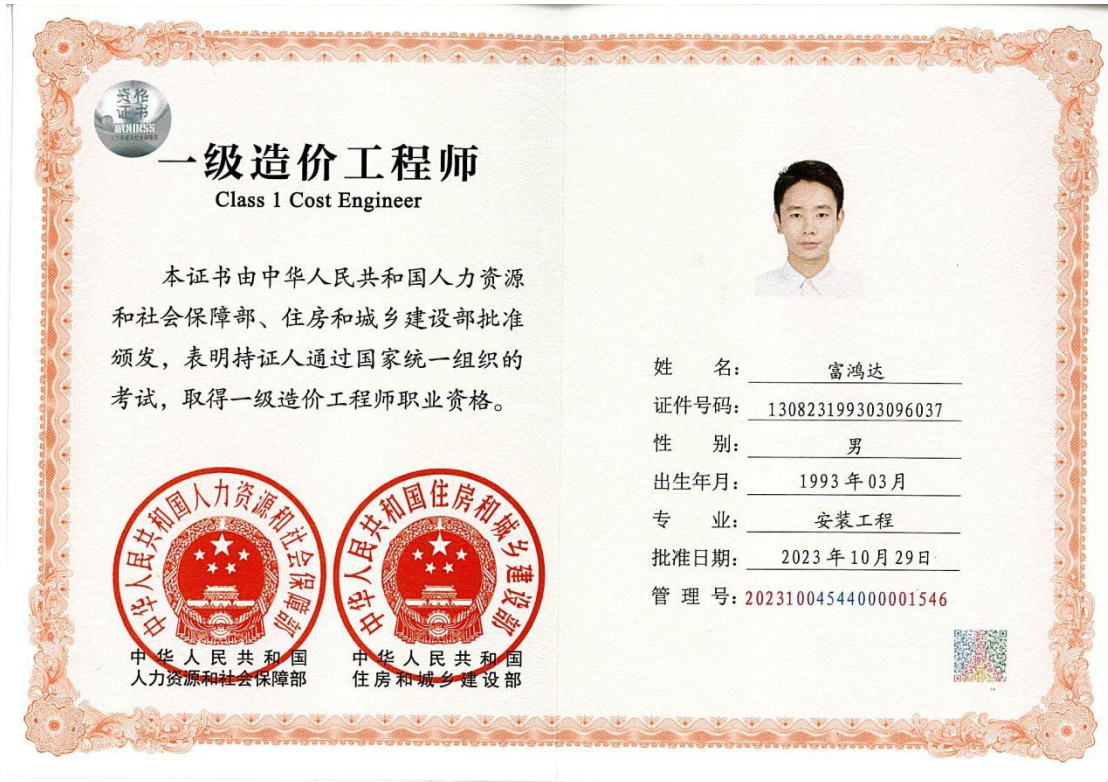 资格
证书
MOHRSS
一级造价工程师
Class 1 Cost Engineer
本证书由中华人民共和国人力资源
和社会保障部、住房和城乡建设部批准
颁发，表明持证人通过国家统一组织的
考试，取得一级造价工程师职业资格。
中华人民共和国人力资源和社会保障部
中华人民共和国住房和城乡建设部
中华人民共和国
人力资源和社会保障部
中华人民共和国
住房和城乡建设部
姓 名：富鸿达
证件号码：130823199303096037
性 别：男
出生年月：1993年03月
专 业：安装工程
批准日期：2023年10月29日
管 理 号：20231004544000001546